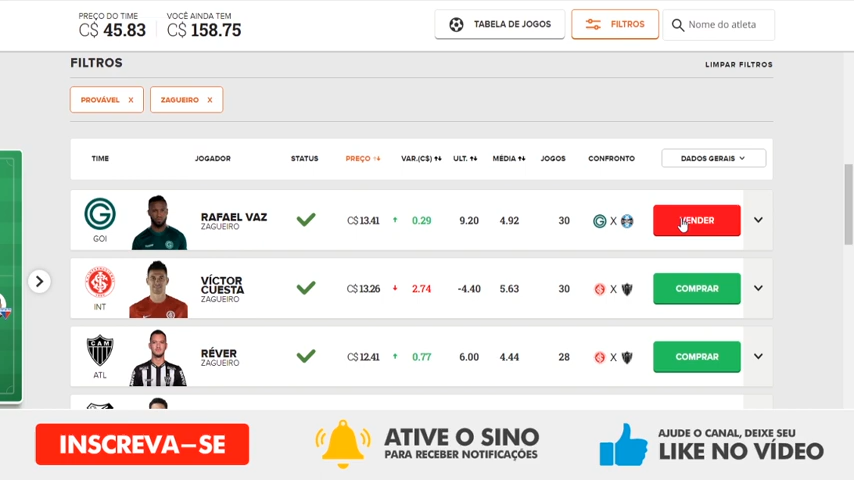 PREÇO DO TIME
C$ 45.83
VOCÊ AINDA TEM
C$ 158.75
TABELA DE JOGOS
FILTROS
Nome do atleta
FILTROS
LIMPAR FILTROS
PROVÁVEL X
ZAGUEIRO X
TIME JOGADOR STATUS PREÇO VAR.(C$) ULT. MÉDIA JOGOS CONFRONTO DADOS GERAIS
GOI
RAFAEL VAZ
ZAGUEIRO
C$ 13.41 0.29 9.20 4.92 30 X VENDER
INT
VÍCTOR
CUESTA
ZAGUEIRO
C$ 13.26 2.74 -4.40 5.63 30 X COMPRAR
CAM
ATL
RÉVER
ZAGUEIRO
C$ 12.41 0.77 6.00 4.44 28 X COMPRAR
INSCREVA-SE
ATIVE O SINO
PARA RECEBER NOTIFICAÇÕES
AJUDE O CANAL, DEIXE SEU
LIKE NO VÍDEO